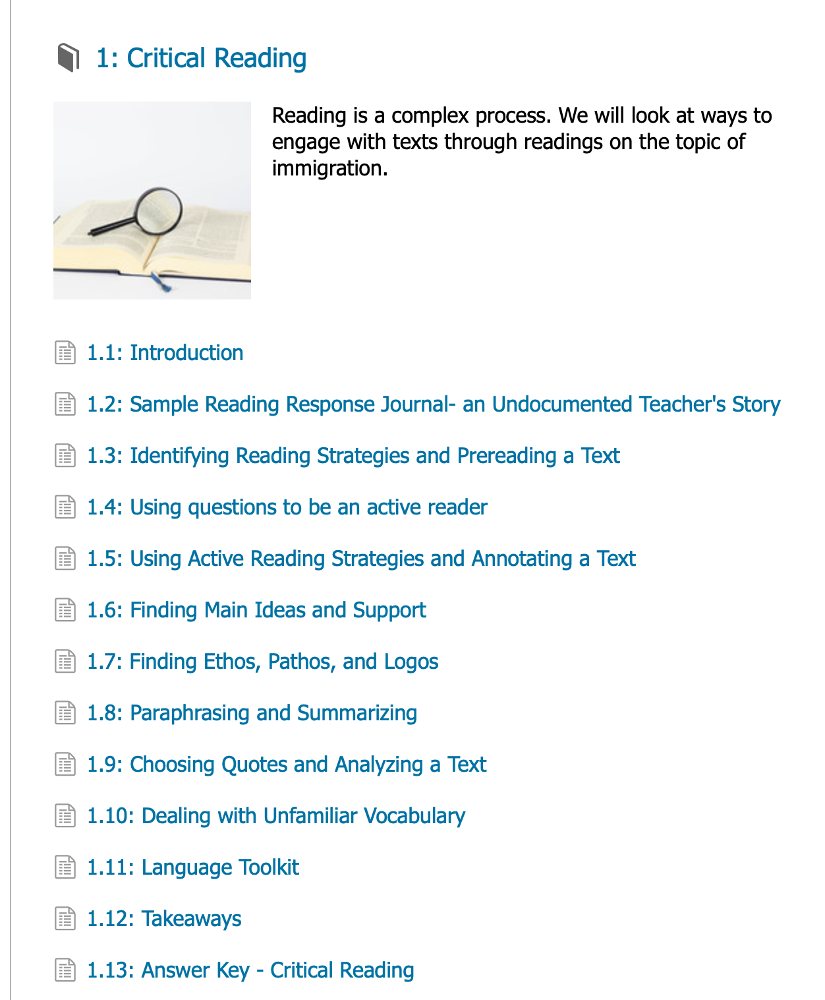 1: Critical Reading
Reading is a complex process. We will look at ways to
engage with texts through readings on the topic of
immigration.
1.1: Introduction
1.2: Sample Reading Response Journal- an Undocumented Teacher's Story
1.3: Identifying Reading Strategies and Prereading a Text
1.4: Using questions to be an active reader
1.5: Using Active Reading Strategies and Annotating a Text
1.6: Finding Main Ideas and Support
1.7: Finding Ethos, Pathos, and Logos
1.8: Paraphrasing and Summarizing
1.9: Choosing Quotes and Analyzing a Text
1.10: Dealing with Unfamiliar Vocabulary
1.11: Language Toolkit
1.12: Takeaways
1.13: Answer Key - Critical Reading